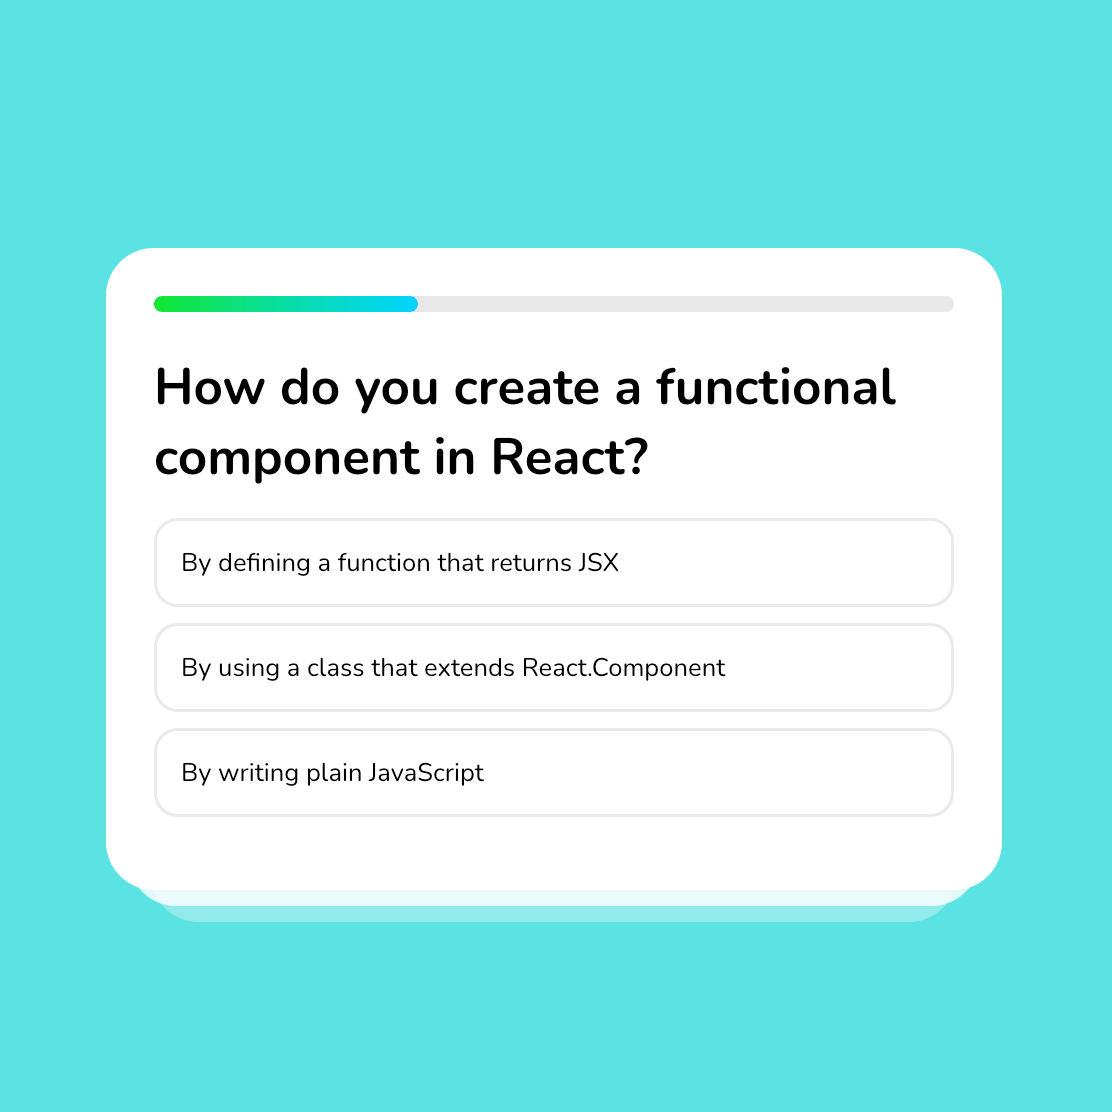 How do you create a functional
component in React?
By defining a function that returns JSX
By using a class that extends React.Component
By writing plain JavaScript